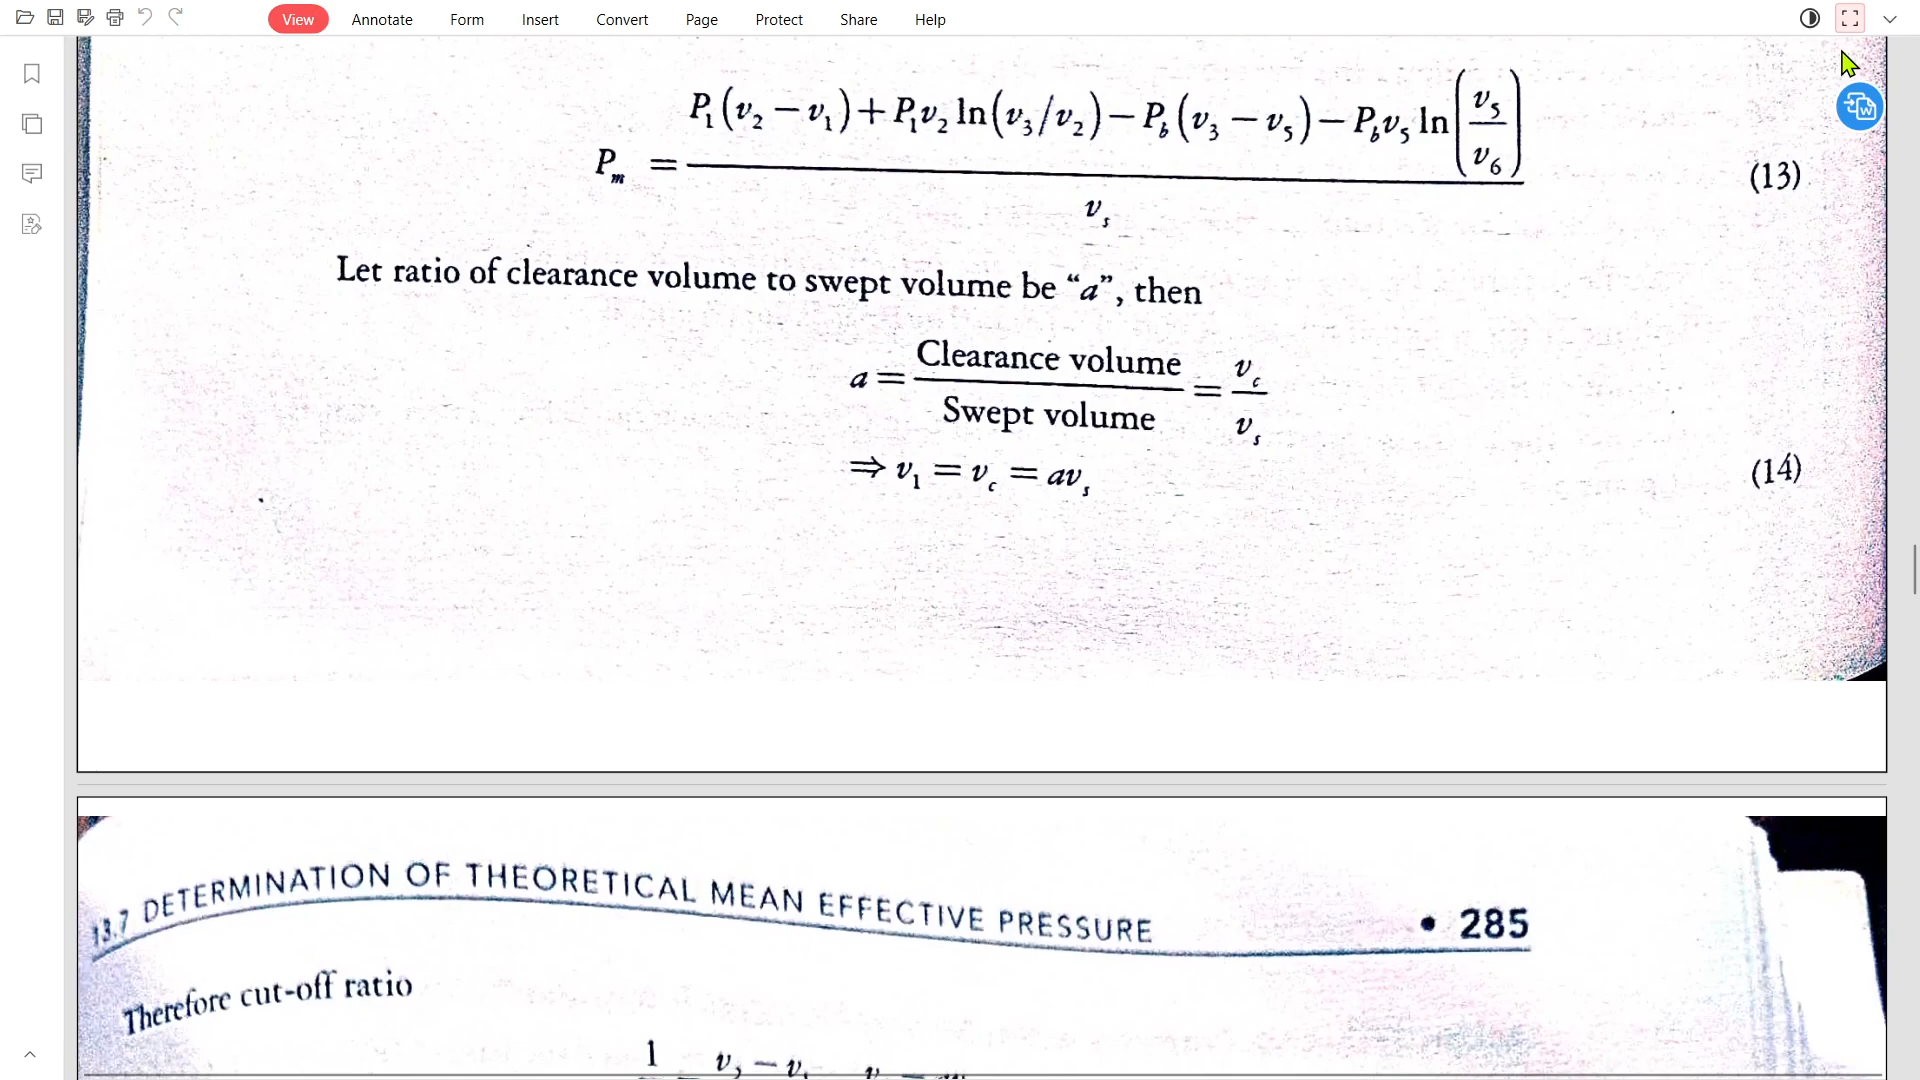 View Annotate Form Insert Convert Page Protect Share Help
P_m = (P_1(v_2 − v_1) + P_1v_2 ln(v_3/v_2) − P_b(v_3 − v_5) − P_bv_5 ln(v_5/v_6)) / v_s (13)
Let ratio of clearance volume to swept volume be “a”, then
a = Clearance volume / Swept volume = v_c / v_s
⇒ v_1 = v_c = av_s (14)
13.7 DETERMINATION OF THEORETICAL MEAN EFFECTIVE PRESSURE • 285
Therefore cut-off ratio